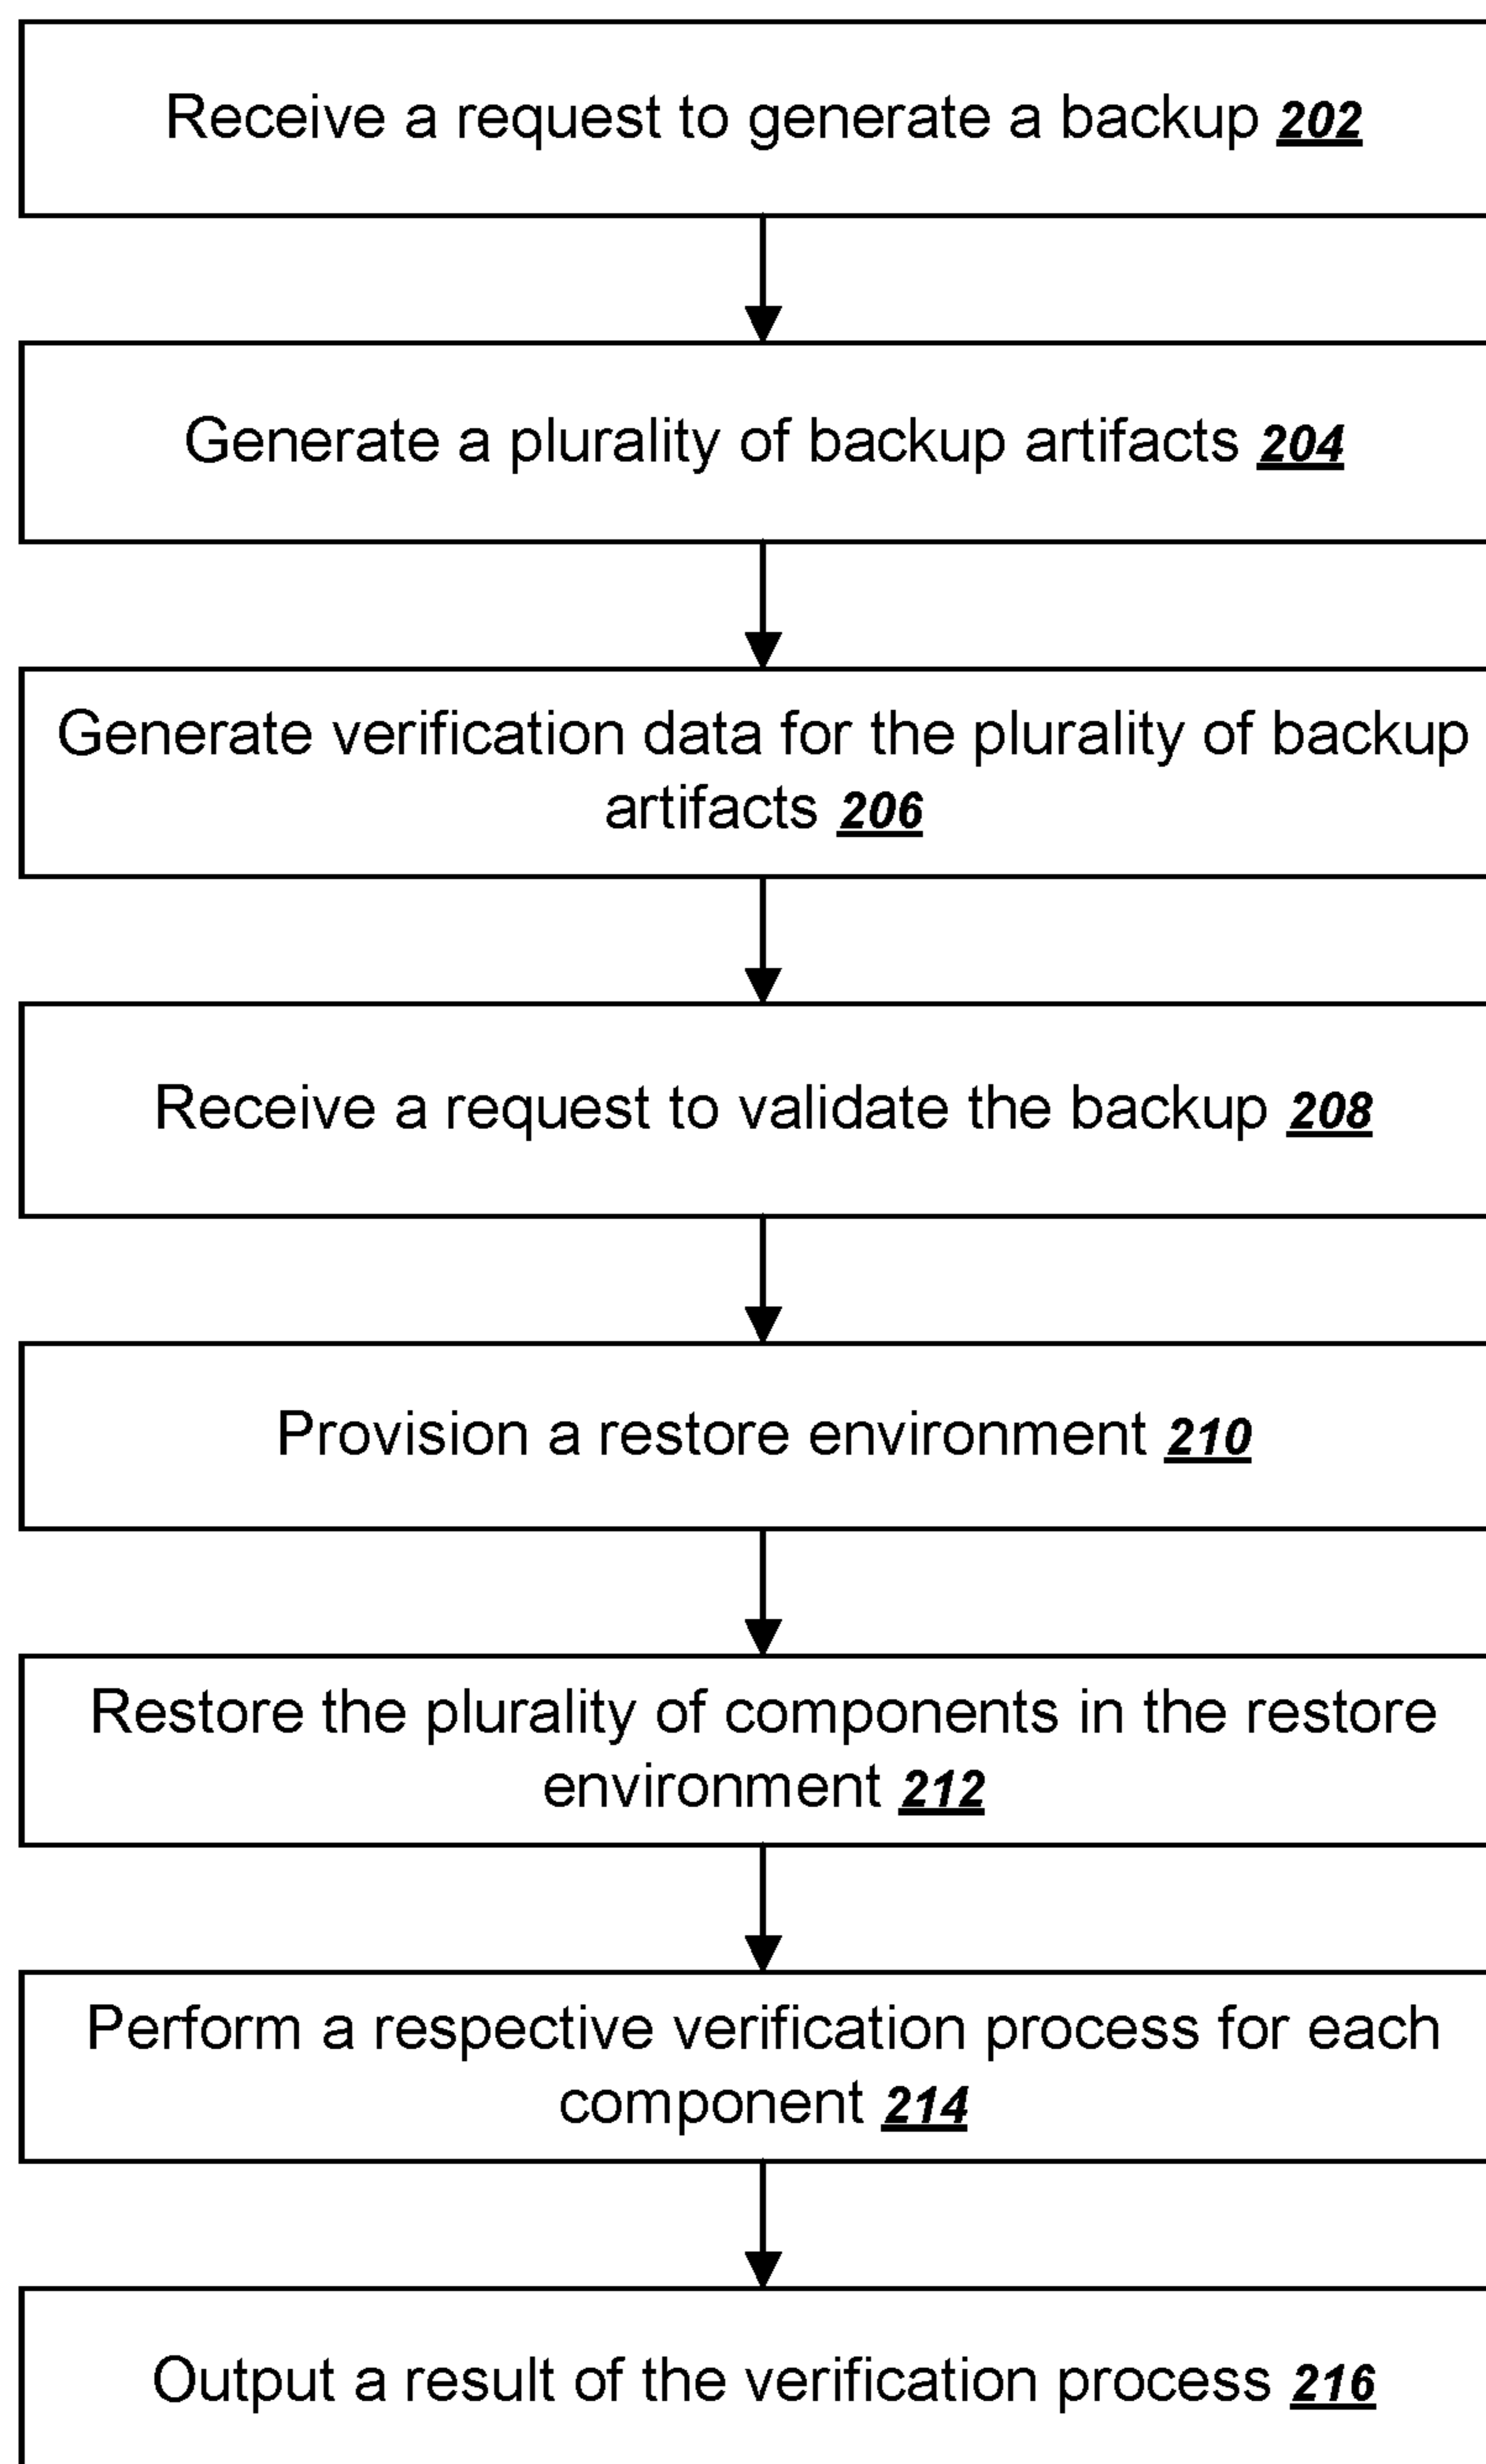 Receive a request to generate a backup 202
Generate a plurality of backup artifacts 204
Generate verification data for the plurality of backup
artifacts 206
Receive a request to validate the backup 208
Provision a restore environment 210
Restore the plurality of components in the restore
environment 212
Perform a respective verification process for each
component 214
Output a result of the verification process 216